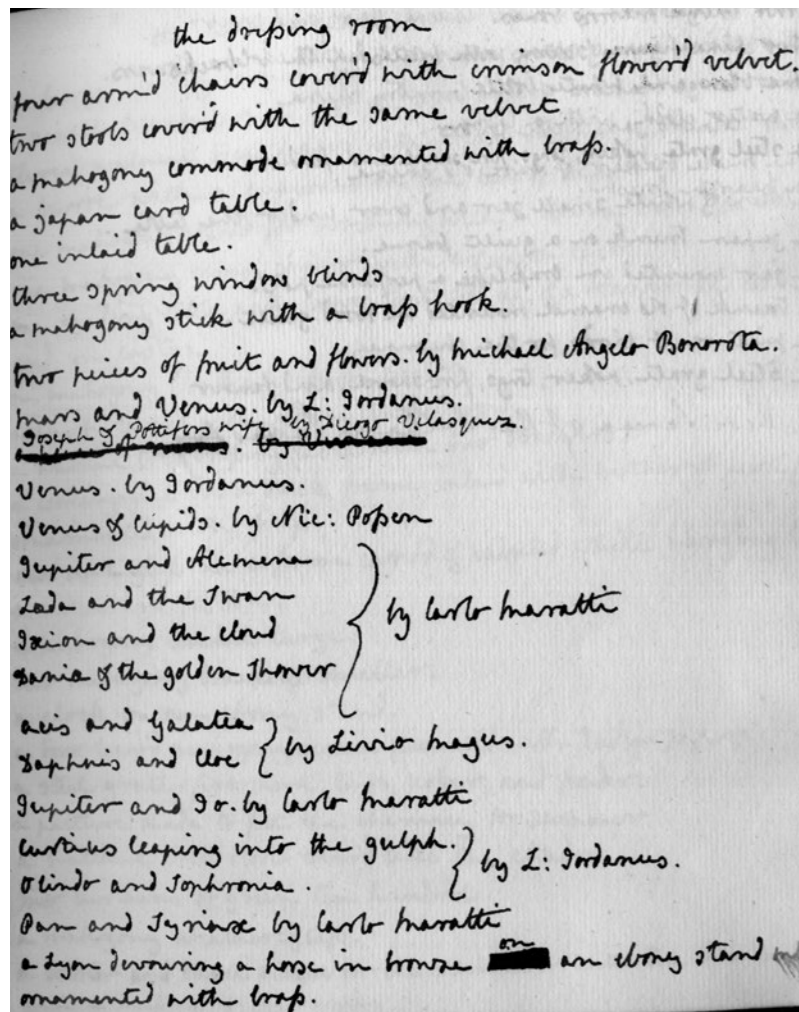 the dressing room
four arm'd chairs cover'd with crimson flower'd velvet.
two stools cover'd with the same velvet
a mahogony commode ornamented with brass.
a japan card table.
one inlaid table.
three spring window blinds
a mahogoney stick with a brass hook.
two peices of fruit and flowers. by michael Angelo Bonorota.
mars and Venus. by L: Jordanus.
Joseph & Pottifers wife by Diergo Velasquez.
Venus. by Jordanus.
Venus & cupids. by Nic: Possen
Jupiter and Alcmena
Leda and the Swan
Ixion and the cloud
Dania & the golden Shower
by Carlo Maratti
acis and Galatea
Daphnis and Cloe
by Livio Magus.
Jupiter and Io. by Carlo Maratti
Curtius leaping into the gulph.
Olindo and Sophronia.
by L: Jordanus.
Pan and Syrinx by Carlo Maratti
a Lyon devouring a horse in bronze on an ebony stand
ornamented with brass.